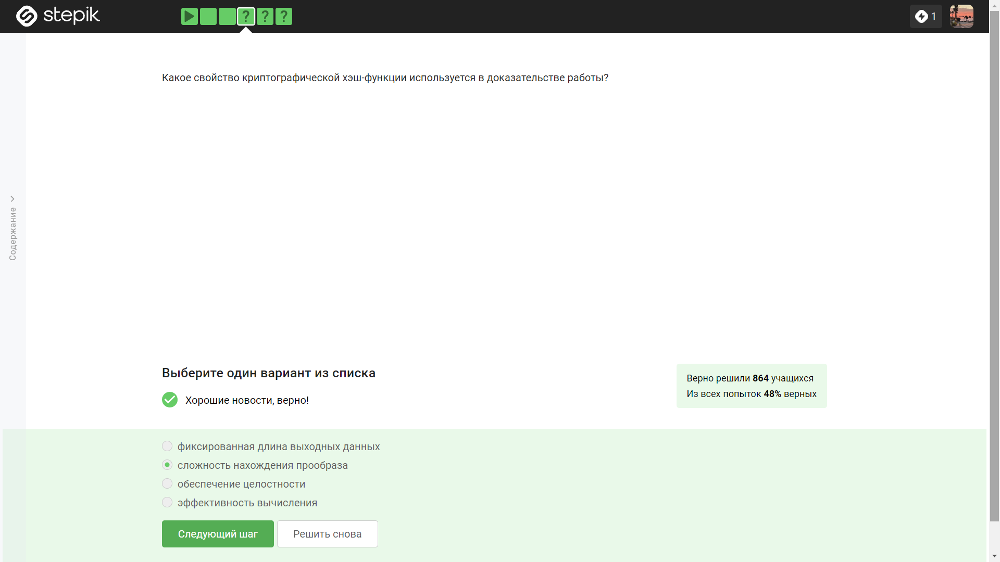 stepik
? ? ?
1
Содержание
Какое свойство криптографической хэш-функции используется в доказательстве работы?
Выберите один вариант из списка
Хорошие новости, верно!
Верно решили 864 учащихся
Из всех попыток 48% верных
фиксированная длина выходных данных
сложность нахождения прообраза
обеспечение целостности
эффективность вычисления
Следующий шаг
Решить снова